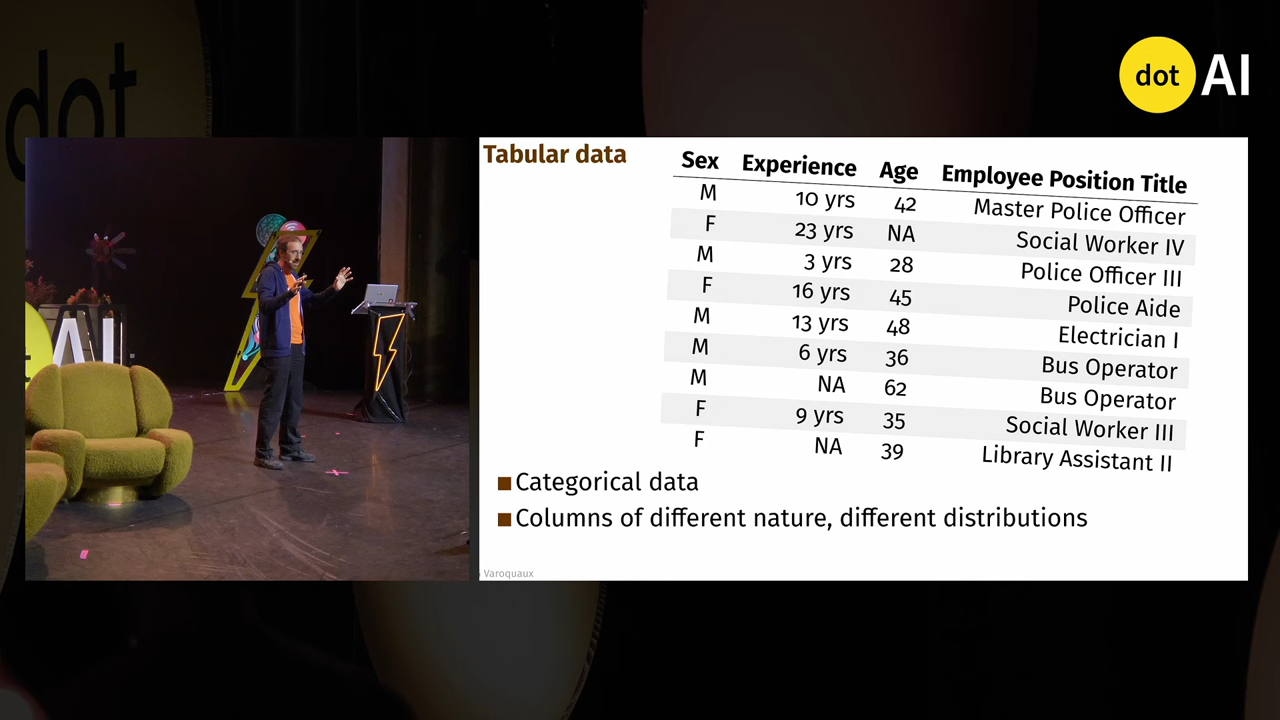 dot
dot AI
AI
Tabular data
Sex Experience Age Employee Position Title
M 10 yrs 42 Master Police Officer
F 23 yrs NA Social Worker IV
M 3 yrs 28 Police Officer III
F 16 yrs 45 Police Aide
M 13 yrs 48 Electrician I
M 6 yrs 36 Bus Operator
M NA 62 Bus Operator
F 9 yrs 35 Social Worker III
F NA 39 Library Assistant II
Categorical data
Columns of different nature, different distributions
Varoquaux